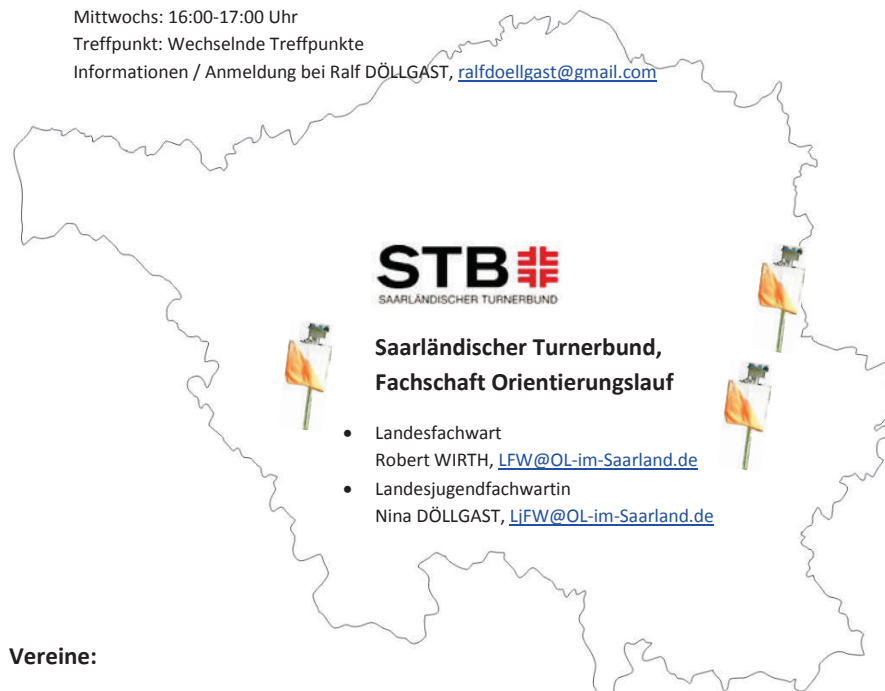 Mittwochs: 16:00-17:00 Uhr
Treffpunkt: Wechselnde Treffpunkte
Informationen / Anmeldung bei Ralf DÖLLGAST, ralfdoellgast@gmail.com
STB
SAARLÄNDISCHER TURNERBUND
Saarländischer Turnerbund,
Fachschaft Orientierungslauf
• Landesfachwart
Robert WIRTH, LFW@OL-im-Saarland.de
• Landesjugendfachwartin
Nina DÖLLGAST, LjFW@OL-im-Saarland.de
Vereine: